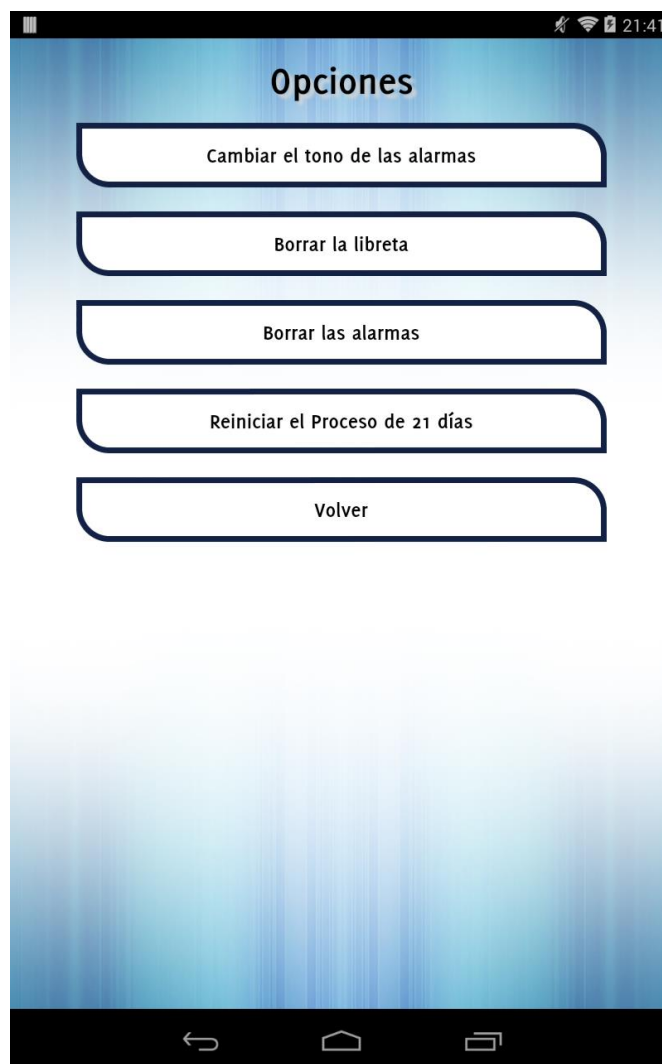 21:41
Opciones
Cambiar el tono de las alarmas
Borrar la libreta
Borrar las alarmas
Reiniciar el Proceso de 21 días
Volver